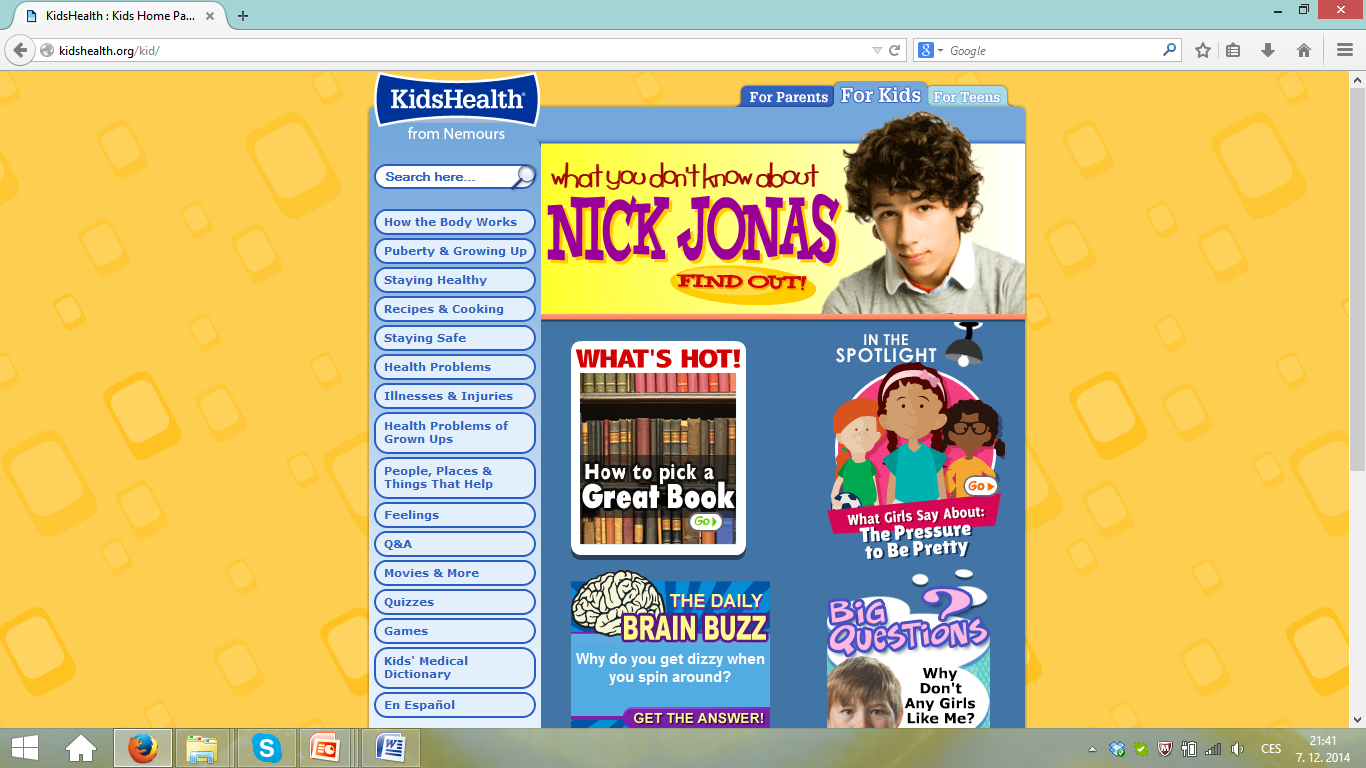 KidsHealth : Kids Home Pa...
kidshealth.org/kid/
Google
KidsHealth®
from Nemours
For Parents
For Kids
For Teens
Search here...
How the Body Works
Puberty & Growing Up
Staying Healthy
Recipes & Cooking
Staying Safe
Health Problems
Illnesses & Injuries
Health Problems of
Grown Ups
People, Places &
Things That Help
Feelings
Q&A
Movies & More
Quizzes
Games
Kids' Medical
Dictionary
En Español
what you don't know about
NICK JONAS
FIND OUT!
WHAT'S HOT!
How to pick a
Great Book
Go
IN THE
SPOTLIGHT
Go
What Girls Say About:
The Pressure
to Be Pretty
THE DAILY
BRAIN BUZZ
Why do you get dizzy when
you spin around?
GET THE ANSWER!
BIG
QUESTIONS
?
Why
Don't
Any Girls
Like Me?
CES
21:41
7. 12. 2014